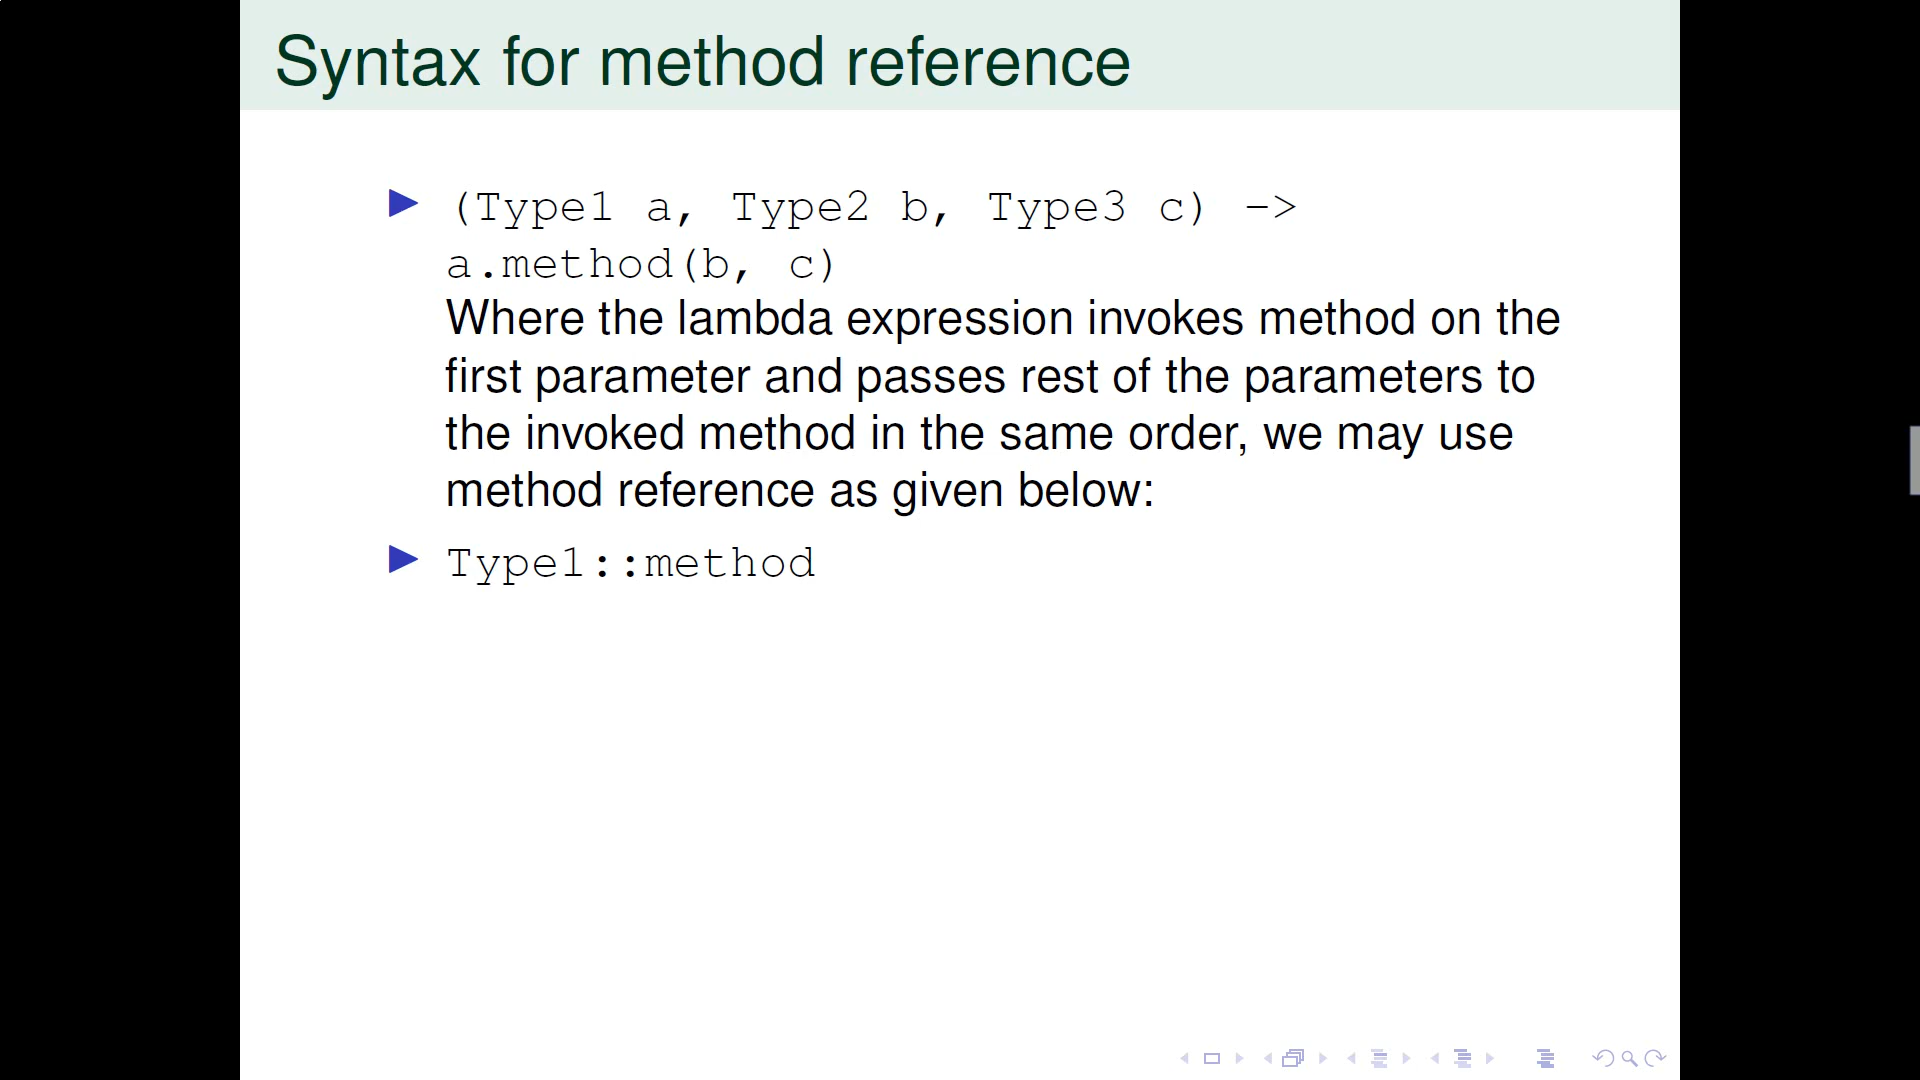 Syntax for method reference
(Type1 a, Type2 b, Type3 c) ->
a.method(b, c)
Where the lambda expression invokes method on the
first parameter and passes rest of the parameters to
the invoked method in the same order, we may use
method reference as given below:
Type1::method